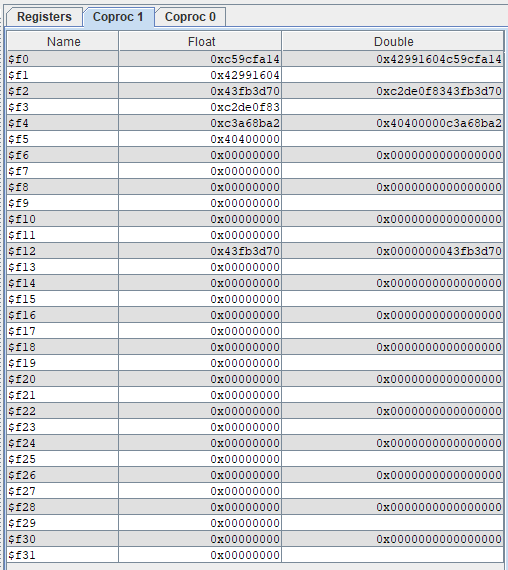 Registers Coproc 1 Coproc 0
Name Float Double
$f0 0xc59cfa14 0x42991604c59cfa14
$f1 0x42991604
$f2 0x43fb3d70 0xc2de0f8343fb3d70
$f3 0xc2de0f83
$f4 0xc3a68ba2 0x40400000c3a68ba2
$f5 0x40400000
$f6 0x00000000 0x0000000000000000
$f7 0x00000000
$f8 0x00000000 0x0000000000000000
$f9 0x00000000
$f10 0x00000000 0x0000000000000000
$f11 0x00000000
$f12 0x43fb3d70 0x0000000043fb3d70
$f13 0x00000000
$f14 0x00000000 0x0000000000000000
$f15 0x00000000
$f16 0x00000000 0x0000000000000000
$f17 0x00000000
$f18 0x00000000 0x0000000000000000
$f19 0x00000000
$f20 0x00000000 0x0000000000000000
$f21 0x00000000
$f22 0x00000000 0x0000000000000000
$f23 0x00000000
$f24 0x00000000 0x0000000000000000
$f25 0x00000000
$f26 0x00000000 0x0000000000000000
$f27 0x00000000
$f28 0x00000000 0x0000000000000000
$f29 0x00000000
$f30 0x00000000 0x0000000000000000
$f31 0x00000000